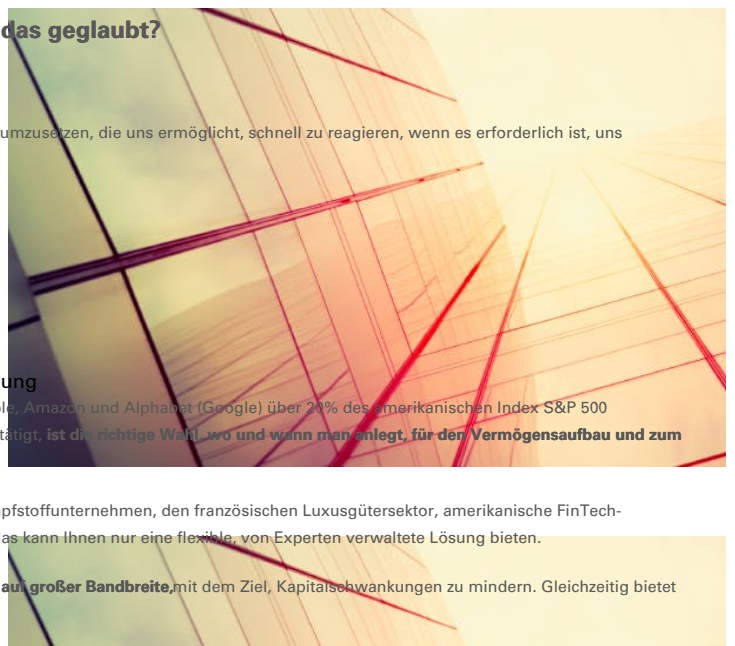 das geglaubt?
umzusetzen, die uns ermöglicht, schnell zu reagieren, wenn es erforderlich ist, uns
ung
ple, Amazon und Alphabet (Google) über 20% des amerikanischen Index S&P 500
tätigt, ist die richtige Wahl, wo und wann man anlegt, für den Vermögensaufbau und zum
pfstoffunternehmen, den französischen Luxusgütersektor, amerikanische FinTech-
das kann Ihnen nur eine flexible, von Experten verwaltete Lösung bieten.
auf großer Bandbreite,mit dem Ziel, Kapitalschwankungen zu mindern. Gleichzeitig bietet